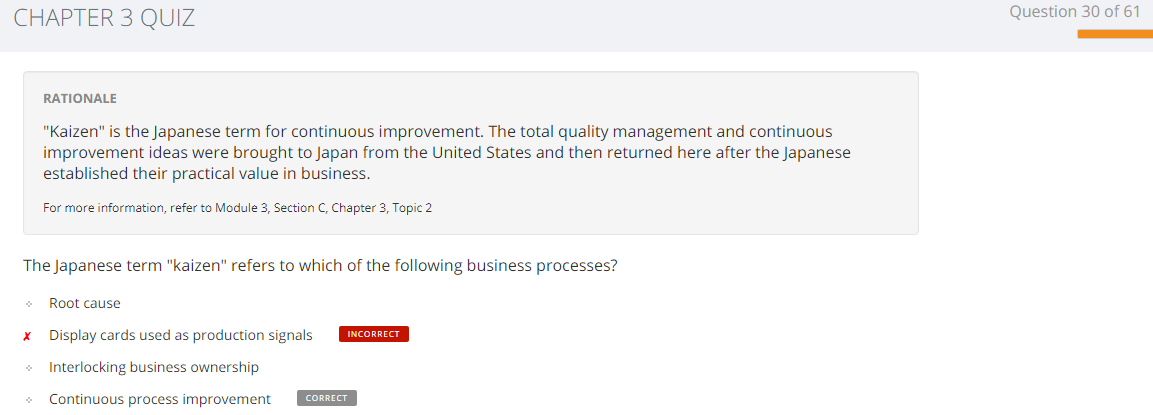 CHAPTER 3 QUIZ
Question 30 of 61
RATIONALE
"Kaizen" is the Japanese term for continuous improvement. The total quality management and continuous
improvement ideas were brought to Japan from the United States and then returned here after the Japanese
established their practical value in business.
For more information, refer to Module 3, Section C, Chapter 3, Topic 2
The Japanese term "kaizen" refers to which of the following business processes?
Root cause
✗ Display cards used as production signals INCORRECT
Interlocking business ownership
Continuous process improvement CORRECT